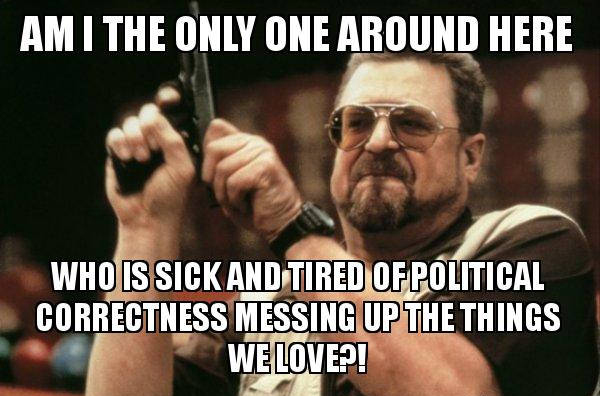 AM I THE ONLY ONE AROUND HERE
WHO IS SICK AND TIRED OF POLITICAL
CORRECTNESS MESSING UP THE THINGS
WE LOVE?!